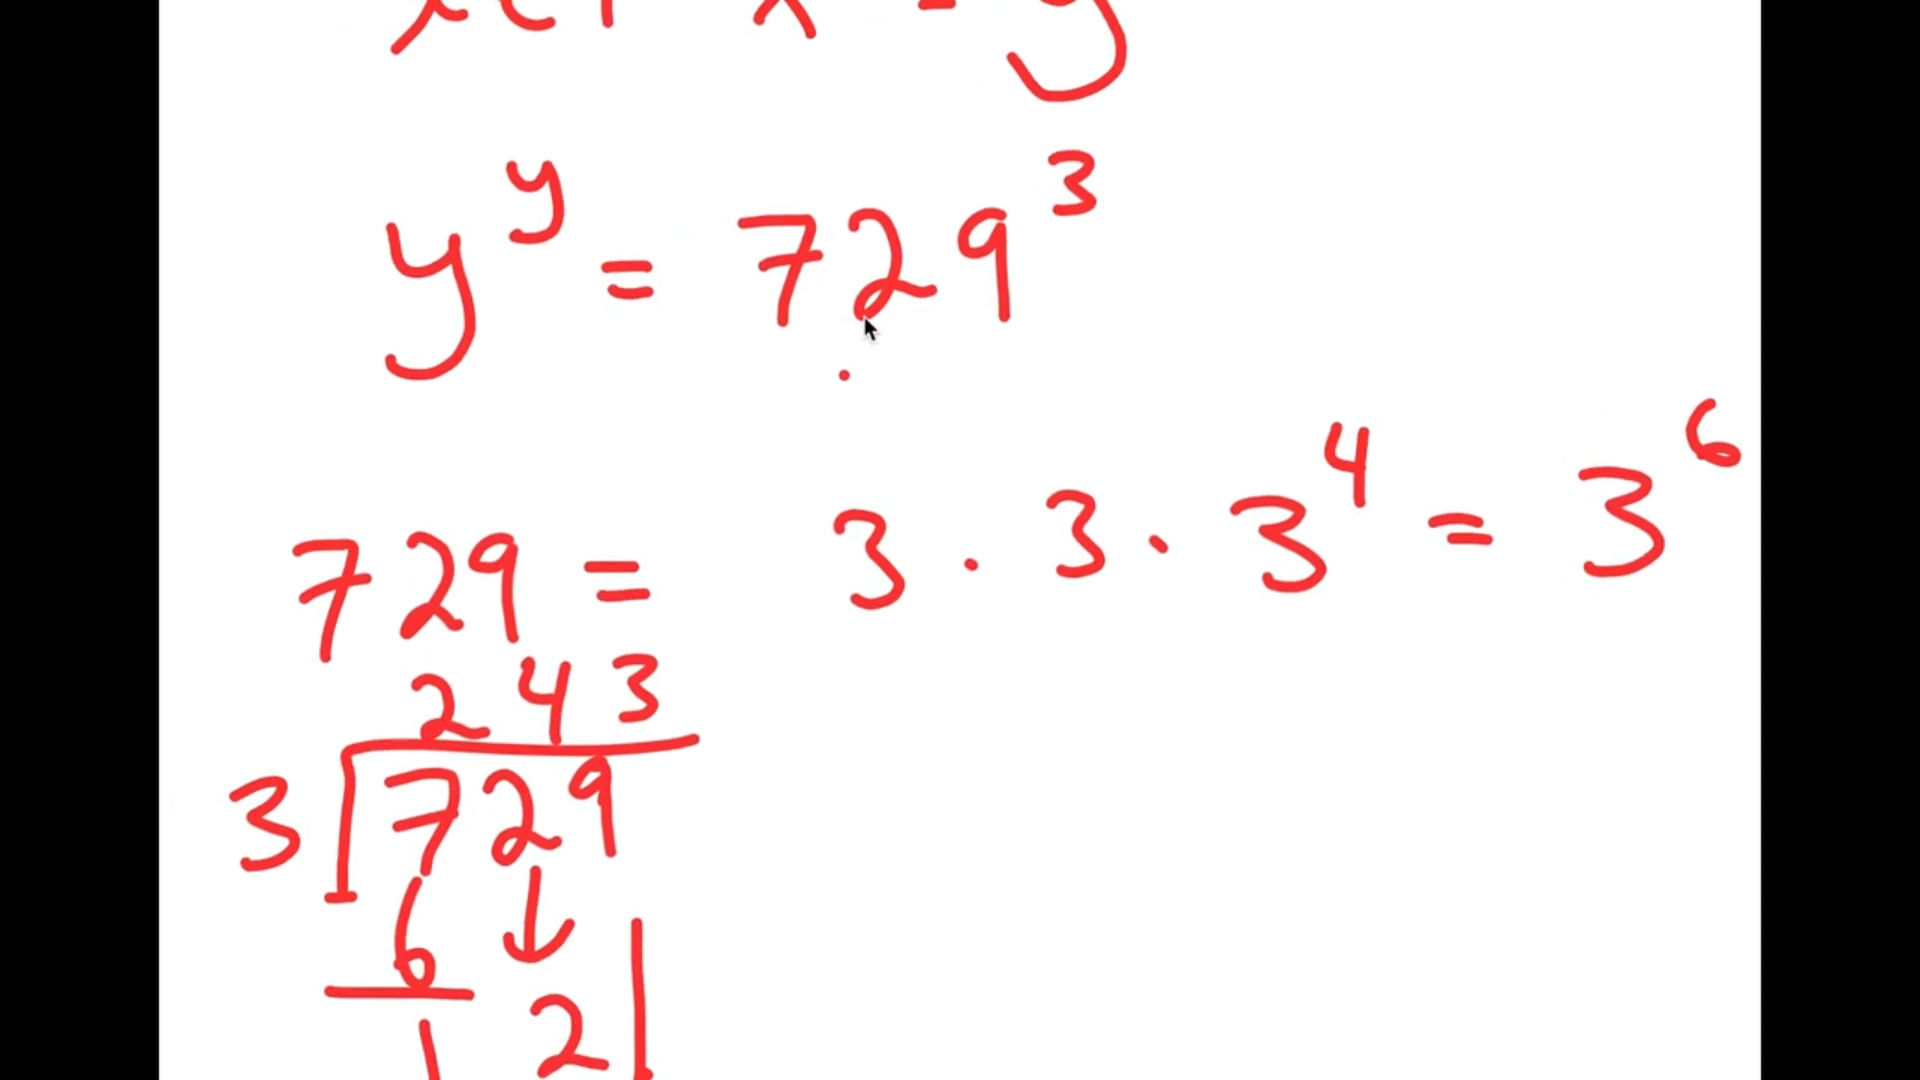 y^y = 729^3
729 = 3 · 3 · 3^4 = 3^6
243
3 729
6
12